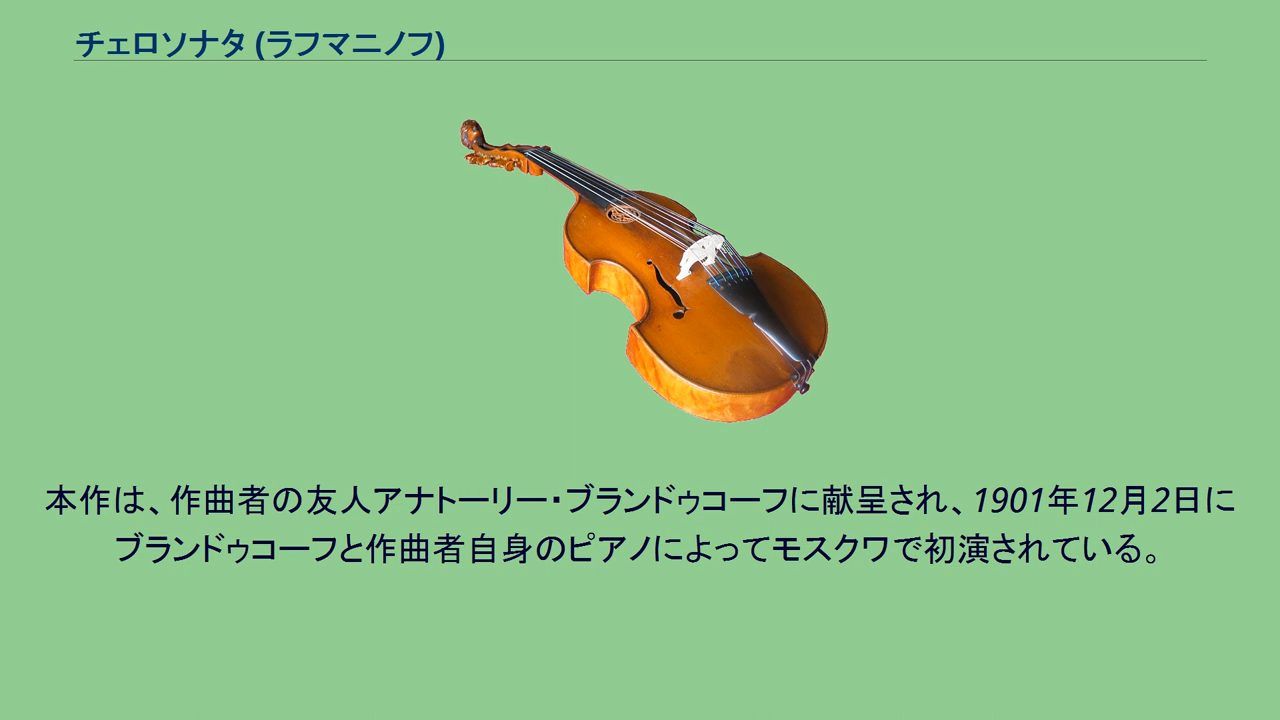 チェロソナタ (ラフマニノフ)
本作は、作曲者の友人アナトーリー・ブランドゥコーフに献呈され、1901年12月2日に
ブランドゥコーフと作曲者自身のピアノによってモスクワで初演されている。